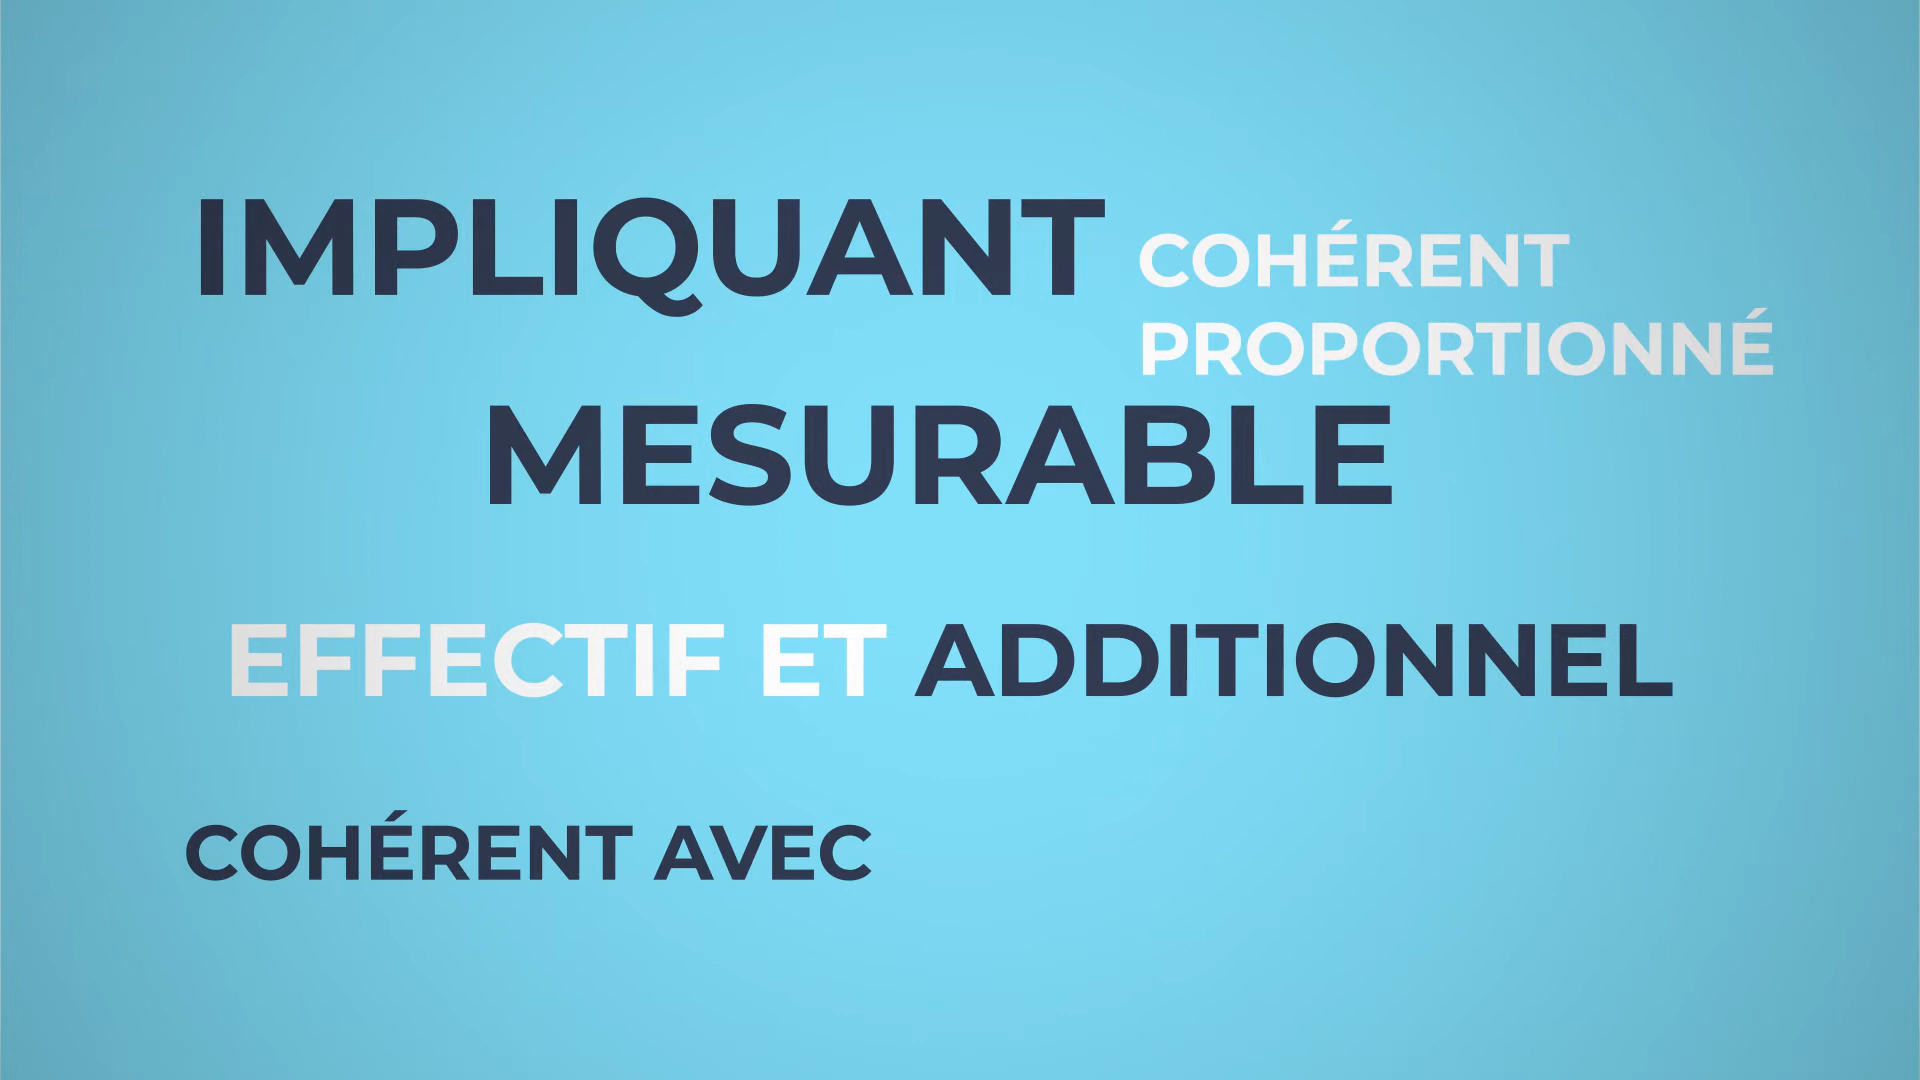 IMPLIQUANT
COHÉRENT
PROPORTIONNÉ
MESURABLE
EFFECTIF ET ADDITIONNEL
COHÉRENT AVEC